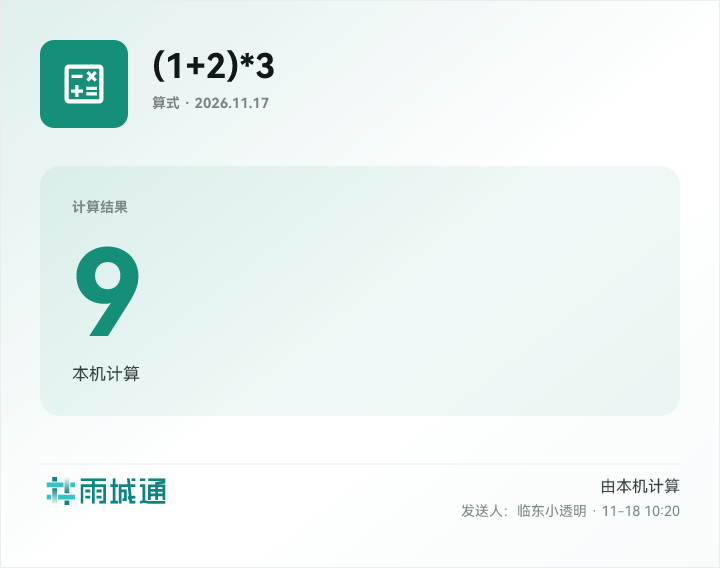 (1+2)*3
算式 · 2026.11.17
计算结果
9
本机计算
雨城通
由本机计算
发送人：临东小透明 · 11-18 10:20